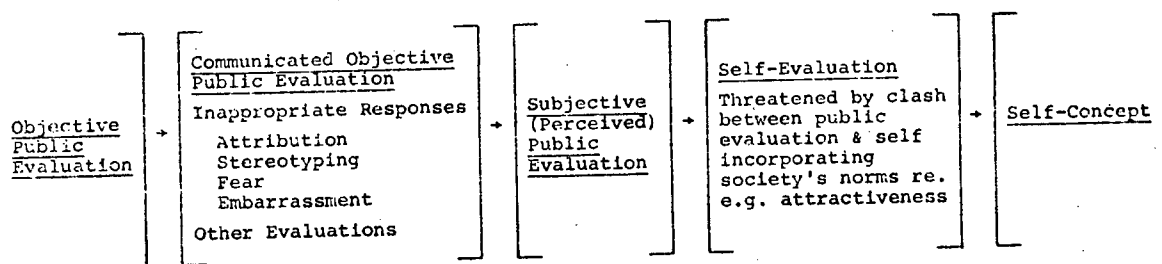 Objective
Public
Evaluation
Communicated Objective
Public Evaluation
Inappropriate Responses
Attribution
Stereotyping
Fear
Embarrassment
Other Evaluations
Subjective
(Perceived)
Public
Evaluation
Self-Evaluation
Threatened by clash
between public
evaluation & self
incorporating
society's norms re.
e.g. attractiveness
Self-Concept